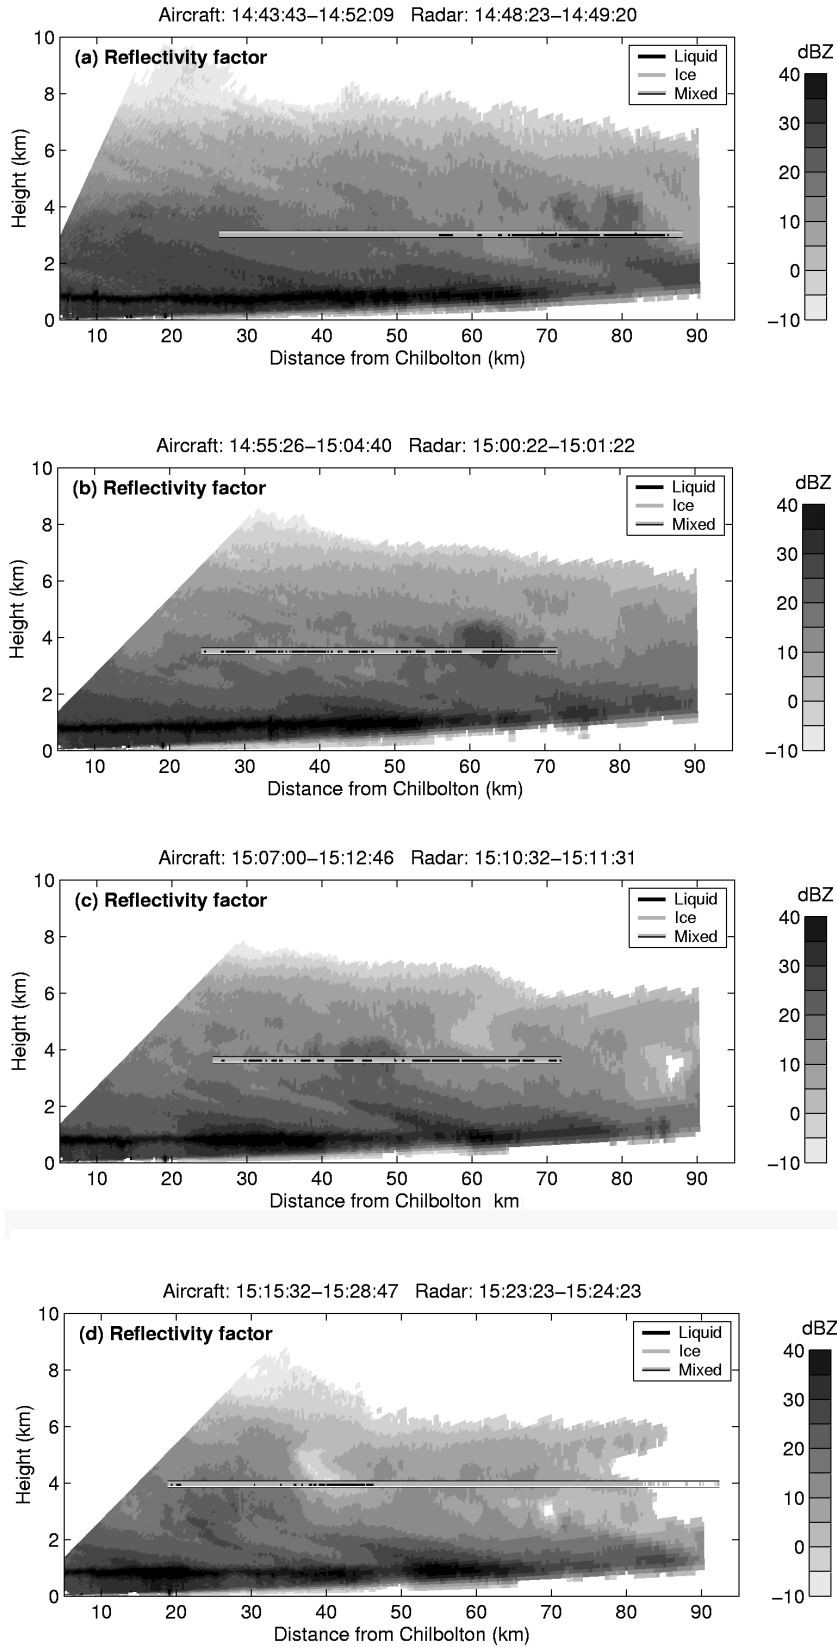 Aircraft: 14:43:43−14:52:09 Radar: 14:48:23−14:49:20
(a) Reflectivity factor
Liquid
Ice
Mixed
dBZ
40
30
20
10
0
−10
10
8
6
4
2
0
Height (km)
10 20 30 40 50 60 70 80 90
Distance from Chilbolton (km)
Aircraft: 14:55:26−15:04:40 Radar: 15:00:22−15:01:22
(b) Reflectivity factor
Liquid
Ice
Mixed
dBZ
40
30
20
10
0
−10
10
8
6
4
2
0
Height (km)
10 20 30 40 50 60 70 80 90
Distance from Chilbolton (km)
Aircraft: 15:07:00−15:12:46 Radar: 15:10:32−15:11:31
(c) Reflectivity factor
Liquid
Ice
Mixed
dBZ
40
30
20
10
0
−10
10
8
6
4
2
0
Height (km)
10 20 30 40 50 60 70 80 90
Distance from Chilbolton km
Aircraft: 15:15:32−15:28:47 Radar: 15:23:23−15:24:23
(d) Reflectivity factor
Liquid
Ice
Mixed
dBZ
40
30
20
10
0
−10
10
8
6
4
2
0
Height (km)
10 20 30 40 50 60 70 80 90
Distance from Chilbolton (km)